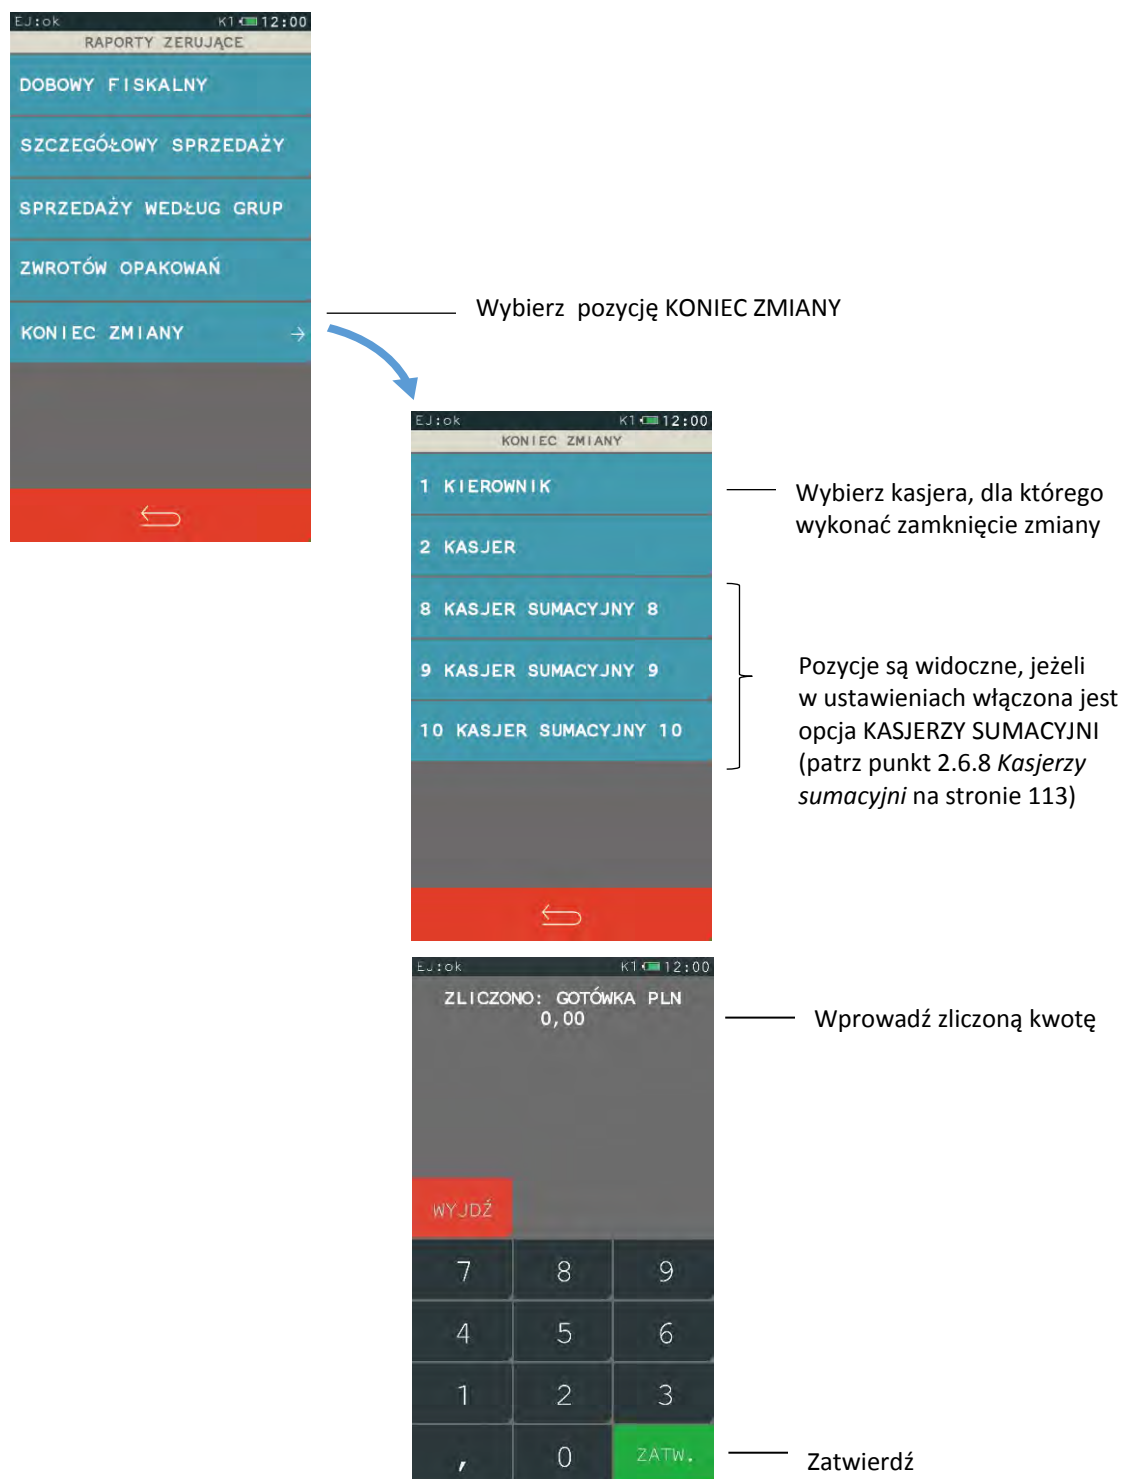 EJ:ok K1 12:00
RAPORTY ZERUJĄCE
DOBOWY FISKALNY
SZCZEGÓŁOWY SPRZEDAŻY
SPRZEDAŻY WEDŁUG GRUP
ZWROTÓW OPAKOWAŃ
KONIEC ZMIANY →
Wybierz pozycję KONIEC ZMIANY
EJ:ok K1 12:00
KONIEC ZMIANY
1 KIEROWNIK
Wybierz kasjera, dla którego
wykonać zamknięcie zmiany
2 KASJER
8 KASJER SUMACYJNY 8
9 KASJER SUMACYJNY 9
10 KASJER SUMACYJNY 10
Pozycje są widoczne, jeżeli
w ustawieniach włączona jest
opcja KASJERZY SUMACYJNI
(patrz punkt 2.6.8 Kasjerzy
sumacyjni na stronie 113)
EJ:ok K1 12:00
ZLICZONO: GOTÓWKA PLN
0,00
Wprowadź zliczoną kwotę
WYJDŹ
7 8 9
4 5 6
1 2 3
, 0 ZATW.
Zatwierdź